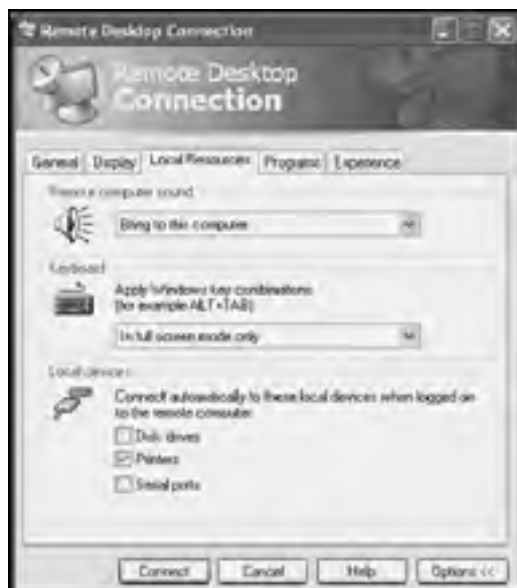 Remote Desktop Connection
Remote Desktop
Connection
General Display Local Resources Programs Experience
Remote computer sound
Bring to this computer
Keyboard
Apply Windows key combinations
(for example ALT+TAB)
In full screen mode only
Local devices
Connect automatically to these local devices when logged on
to the remote computer:
Disk drives
Printers
Serial ports
Connect Cancel Help Options <<